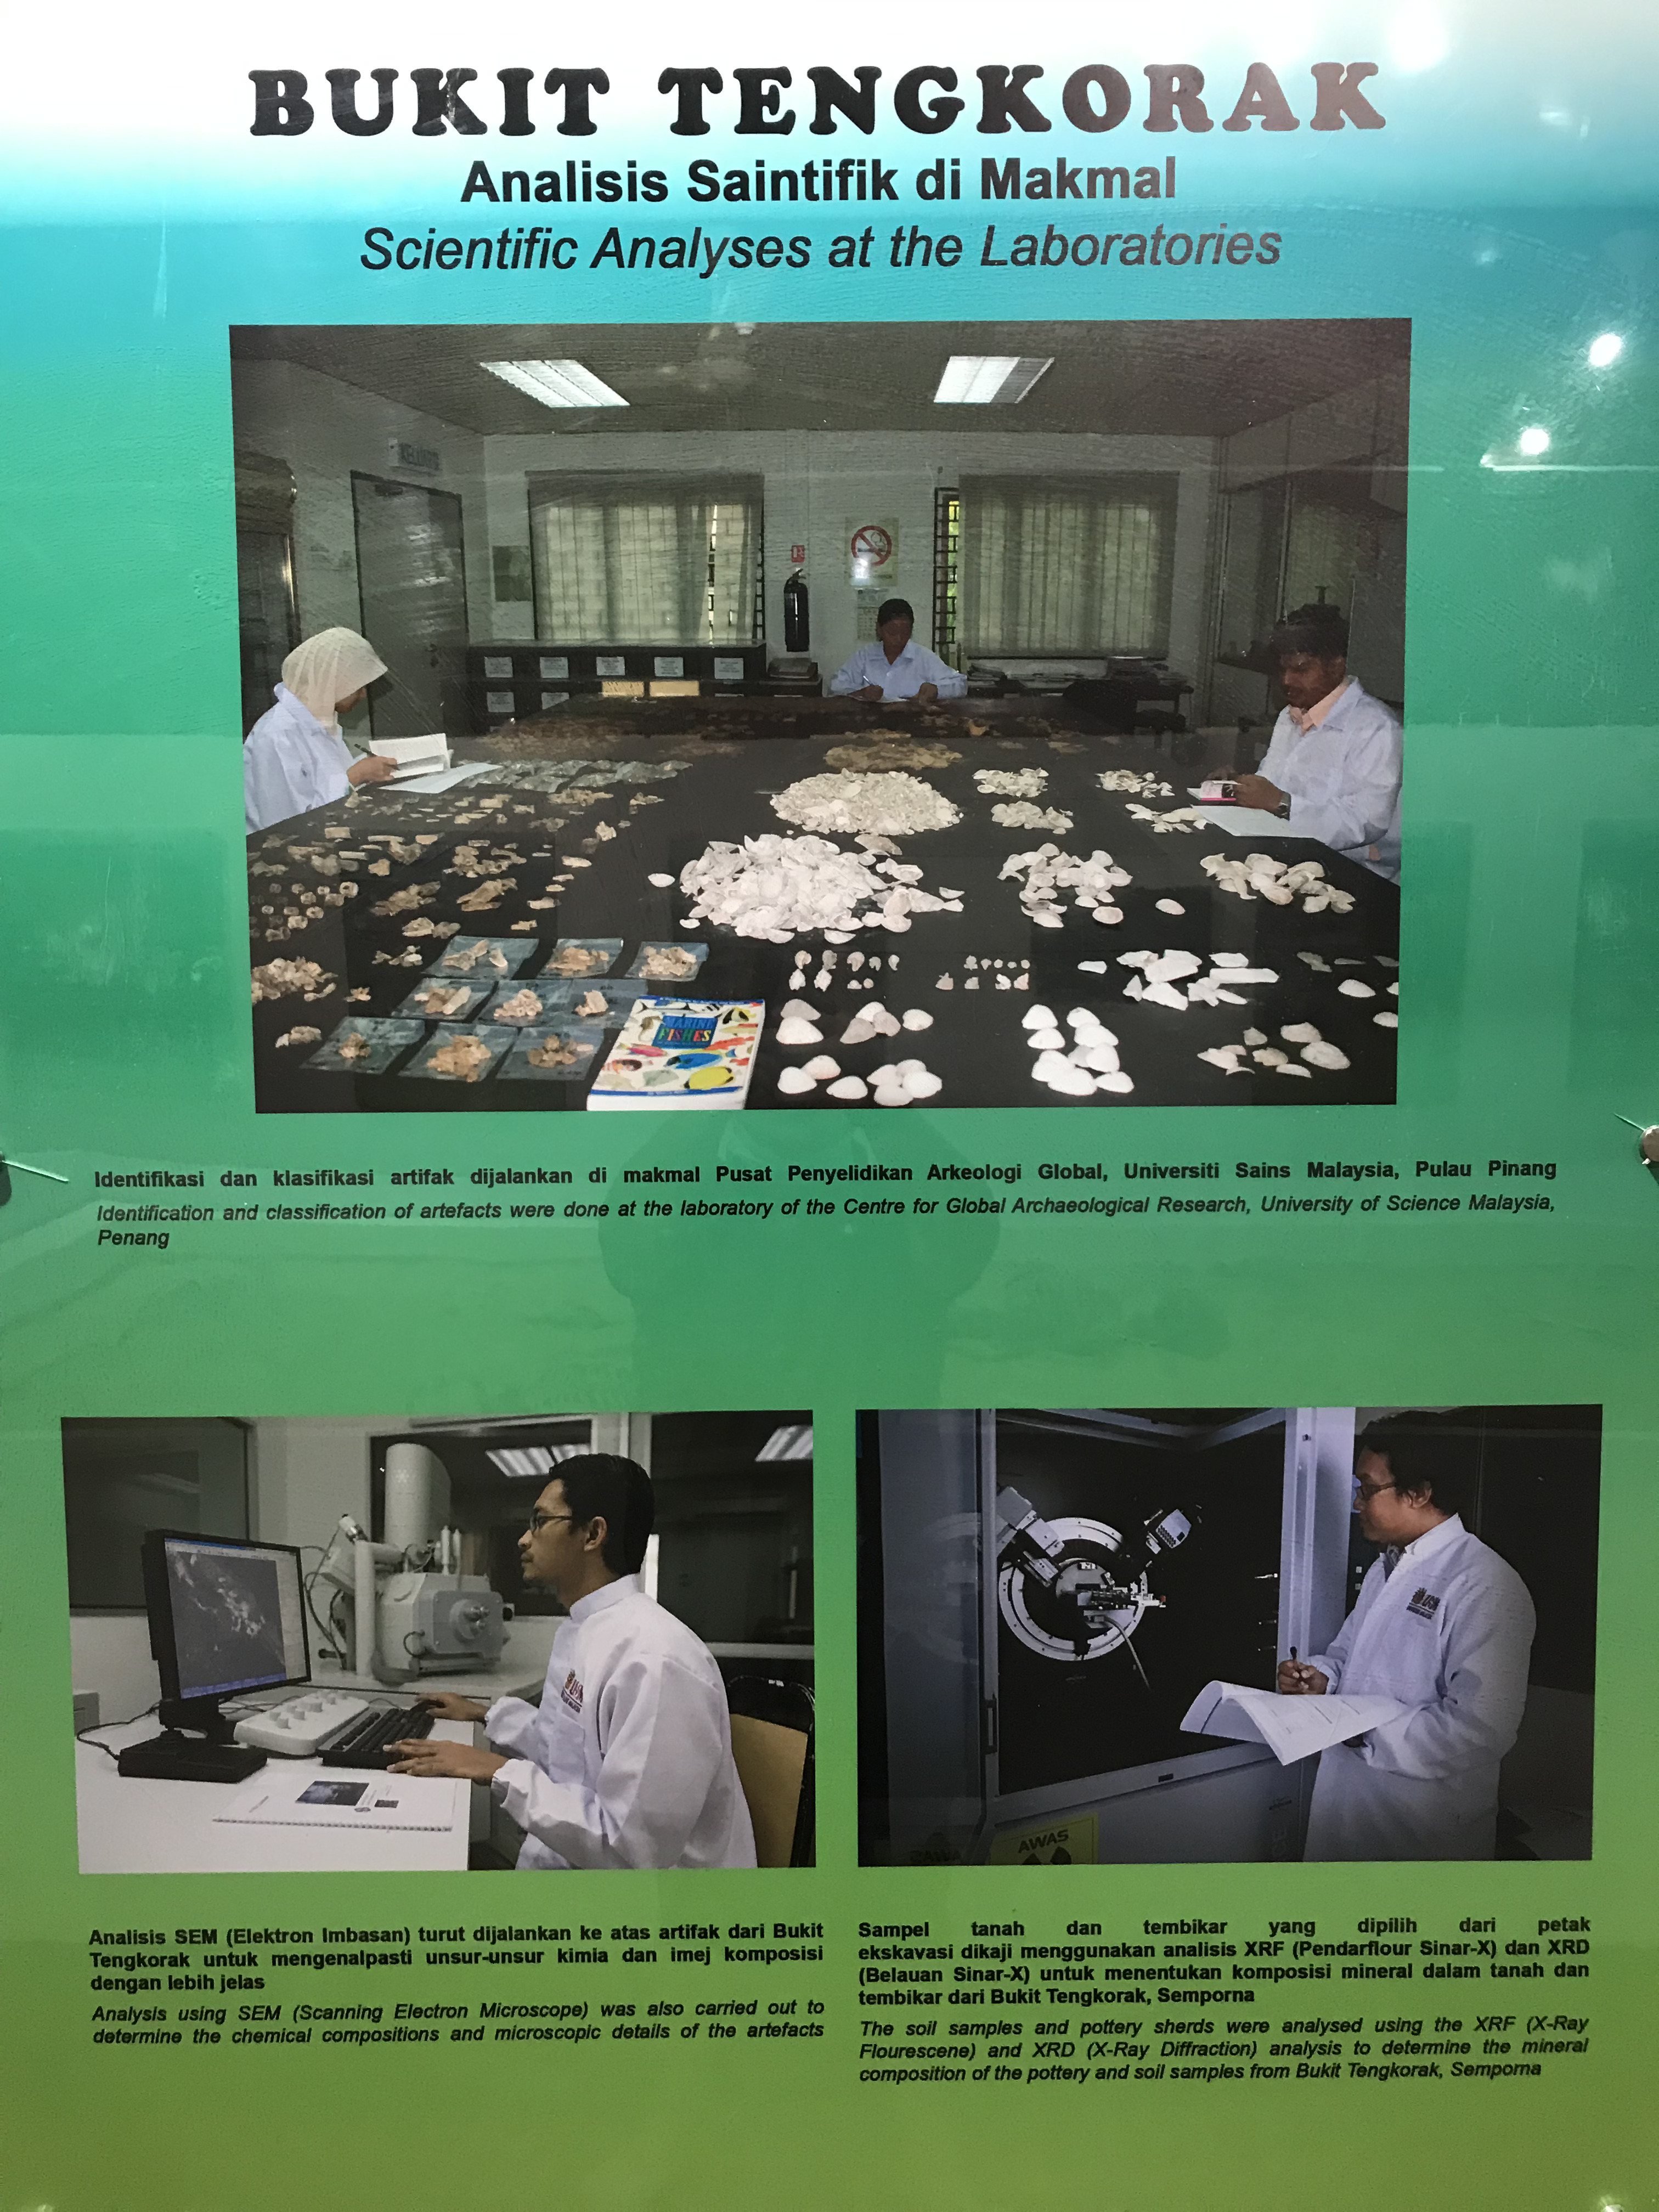 BUKIT TENGKORAK
Analisis Saintifik di Makmal
Scientific Analyses at the Laboratories
KELUAR
MARINE
FISHES
Identifikasi dan klasifikasi artifak dijalankan di makmal Pusat Penyelidikan Arkeologi Global, Universiti Sains Malaysia, Pulau Pinang
Identification and classification of artefacts were done at the laboratory of the Centre for Global Archaeological Research, University of Science Malaysia,
Penang
USM
USM
AWAS
Analisis SEM (Elektron Imbasan) turut dijalankan ke atas artifak dari Bukit
Tengkorak untuk mengenalpasti unsur-unsur kimia dan imej komposisi
dengan lebih jelas
Analysis using SEM (Scanning Electron Microscope) was also carried out to
determine the chemical compositions and microscopic details of the artefacts
Sampel tanah dan tembikar yang dipilih dari petak
ekskavasi dikaji menggunakan analisis XRF (Pendarflour Sinar-X) dan XRD
(Belauan Sinar-X) untuk menentukan komposisi mineral dalam tanah dan
tembikar dari Bukit Tengkorak, Semporna
The soil samples and pottery sherds were analysed using the XRF (X-Ray
Flourescene) and XRD (X-Ray Diffraction) analysis to determine the mineral
composition of the pottery and soil samples from Bukit Tengkorak, Semporna